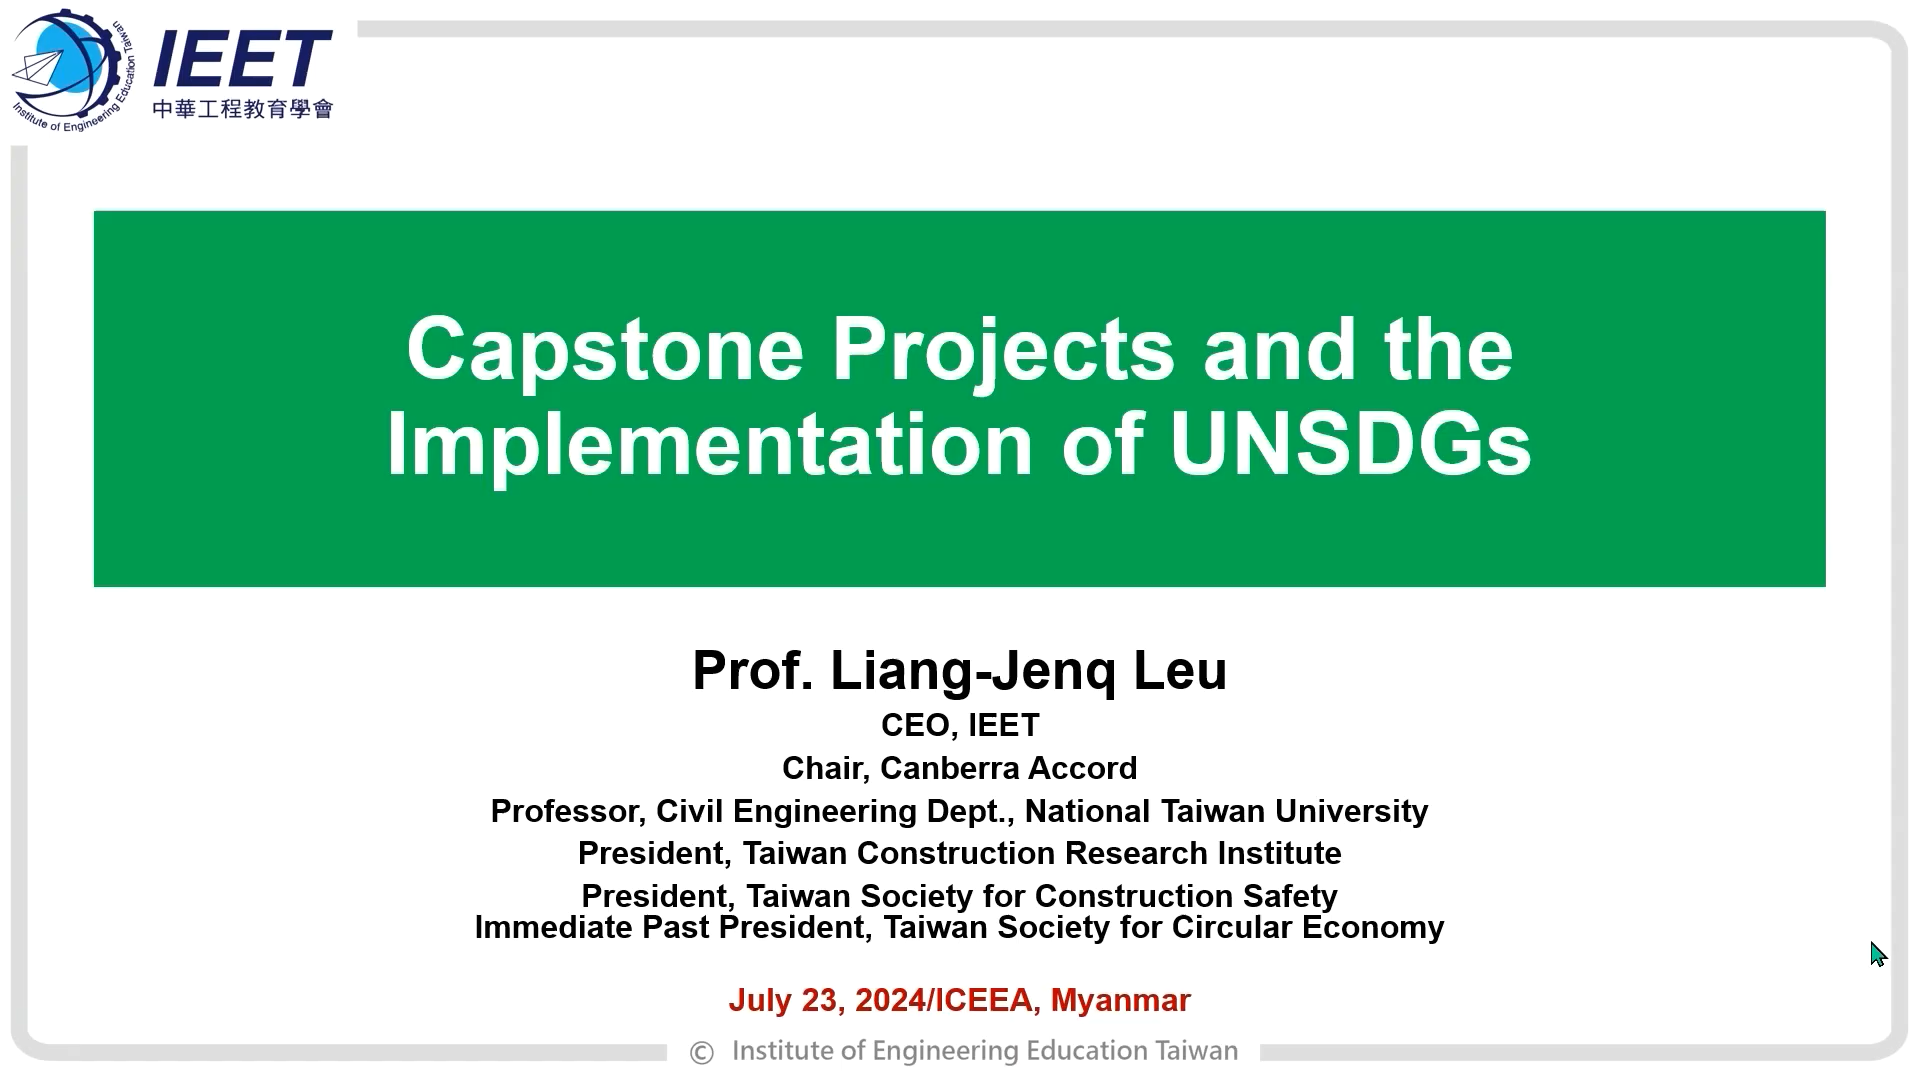 Institute of Engineering Education Taiwan
IEET
中華工程教育學會
Capstone Projects and the
Implementation of UNSDGs
Prof. Liang-Jenq Leu
CEO, IEET
Chair, Canberra Accord
Professor, Civil Engineering Dept., National Taiwan University
President, Taiwan Construction Research Institute
President, Taiwan Society for Construction Safety
Immediate Past President, Taiwan Society for Circular Economy
July 23, 2024/ICEEA, Myanmar
© Institute of Engineering Education Taiwan